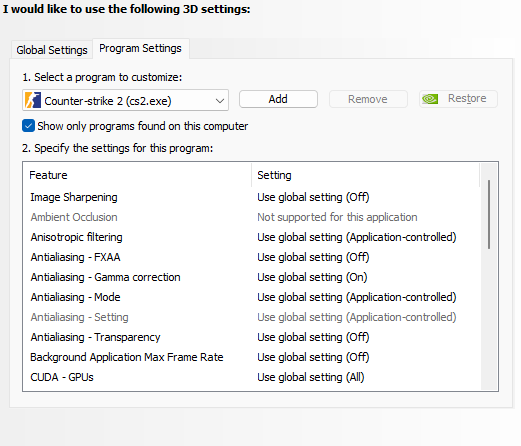 I would like to use the following 3D settings:
Global Settings Program Settings
1. Select a program to customize:
Counter-strike 2 (cs2.exe) Add Remove Restore
Show only programs found on this computer
2. Specify the settings for this program:
Feature Setting
Image Sharpening Use global setting (Off)
Ambient Occlusion Not supported for this application
Anisotropic filtering Use global setting (Application-controlled)
Antialiasing - FXAA Use global setting (Off)
Antialiasing - Gamma correction Use global setting (On)
Antialiasing - Mode Use global setting (Application-controlled)
Antialiasing - Setting Use global setting (Application-controlled)
Antialiasing - Transparency Use global setting (Off)
Background Application Max Frame Rate Use global setting (Off)
CUDA - GPUs Use global setting (All)